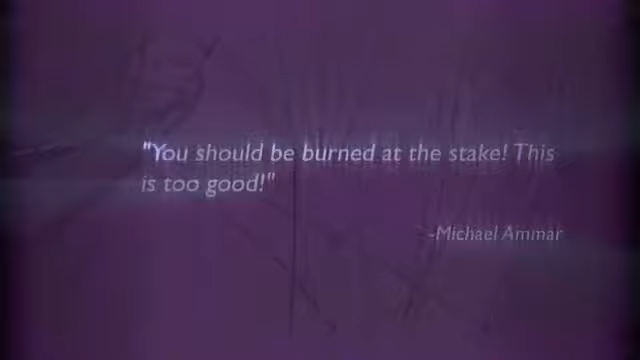 "You should be burned at the stake! This
is too good!"
-Michael Ammar